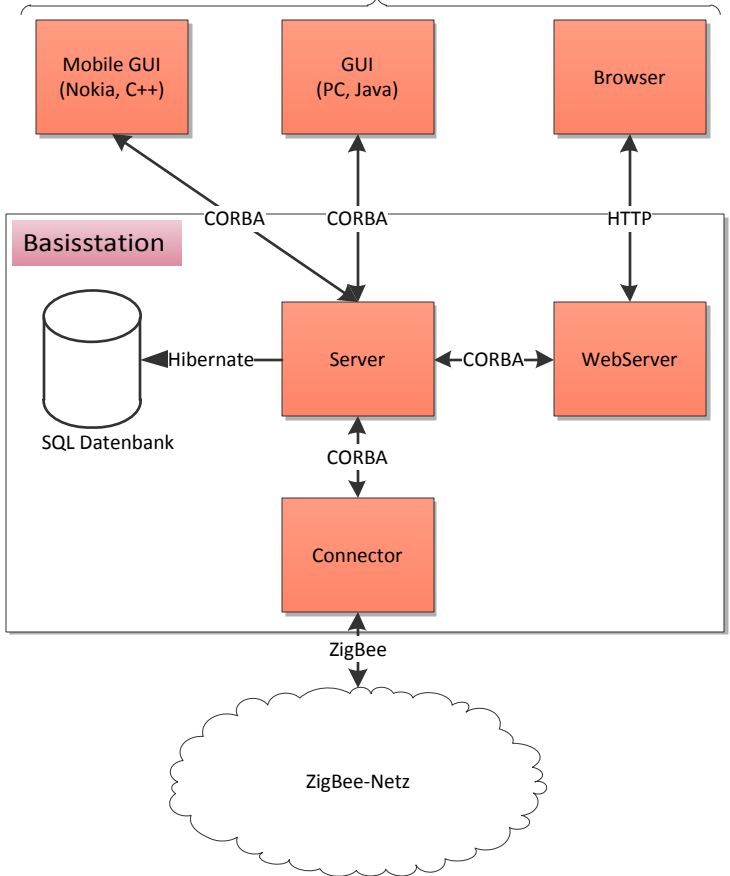 Mobile GUI
(Nokia, C++)
GUI
(PC, Java)
Browser
CORBA
CORBA
HTTP
Basisstation
Hibernate
Server
CORBA
WebServer
SQL Datenbank
CORBA
Connector
ZigBee
ZigBee-Netz